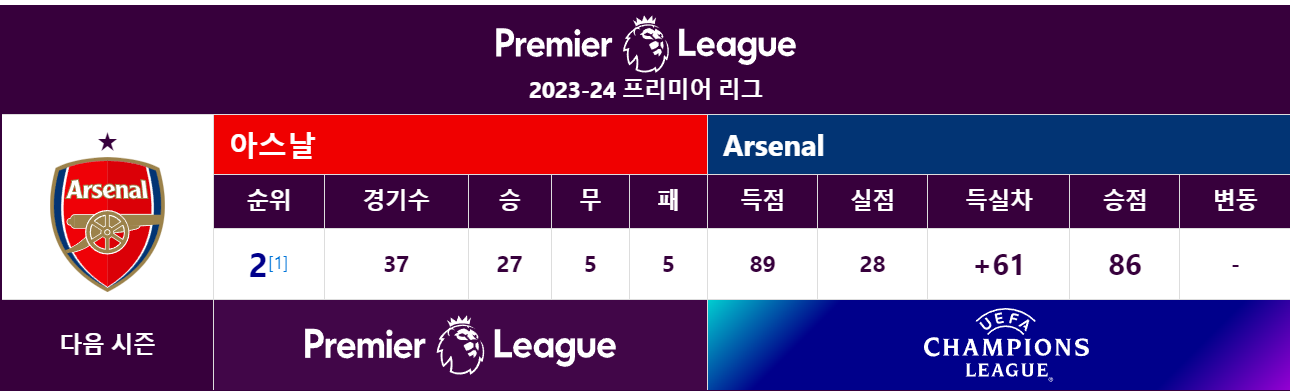 Premier League
2023-24 프리미어 리그
Arsenal
아스날 Arsenal
순위 경기수 승 무 패 득점 실점 득실차 승점 변동
2[1] 37 27 5 5 89 28 +61 86 -
다음 시즌 Premier League
UEFA
CHAMPIONS
LEAGUE